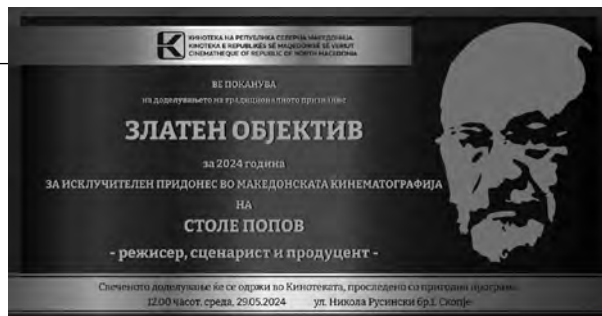 КИНОТЕКА НА РЕПУБЛИКА СЕВЕРНА МАКЕДОНИЈА
KINOTEKA E REPUBLIKËS SË MAQEDONISË SË VERIUT
CINEMATHEQUE OF REPUBLIC OF NORTH MACEDONIA
ВЕ ПОКАНУВА
на доделувањето на традиционалното признание
ЗЛАТЕН ОБЈЕКТИВ
за 2024 година
ЗА ИСКЛУЧИТЕЛЕН ПРИДОНЕС ВО МАКЕДОНСКАТА КИНЕМАТОГРАФИЈА
НА
СТОЛЕ ПОПОВ
- режисер, сценарист и продуцент -
Свеченото доделување ќе се одржи во Кинотеката, проследено со пригодна програма
12.00 часот, среда, 29.05.2024 ул. Никола Русински бр.1, Скопје